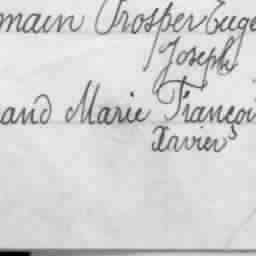 main Prosper Euge
Joseph
and Marie Françoi
Xavier